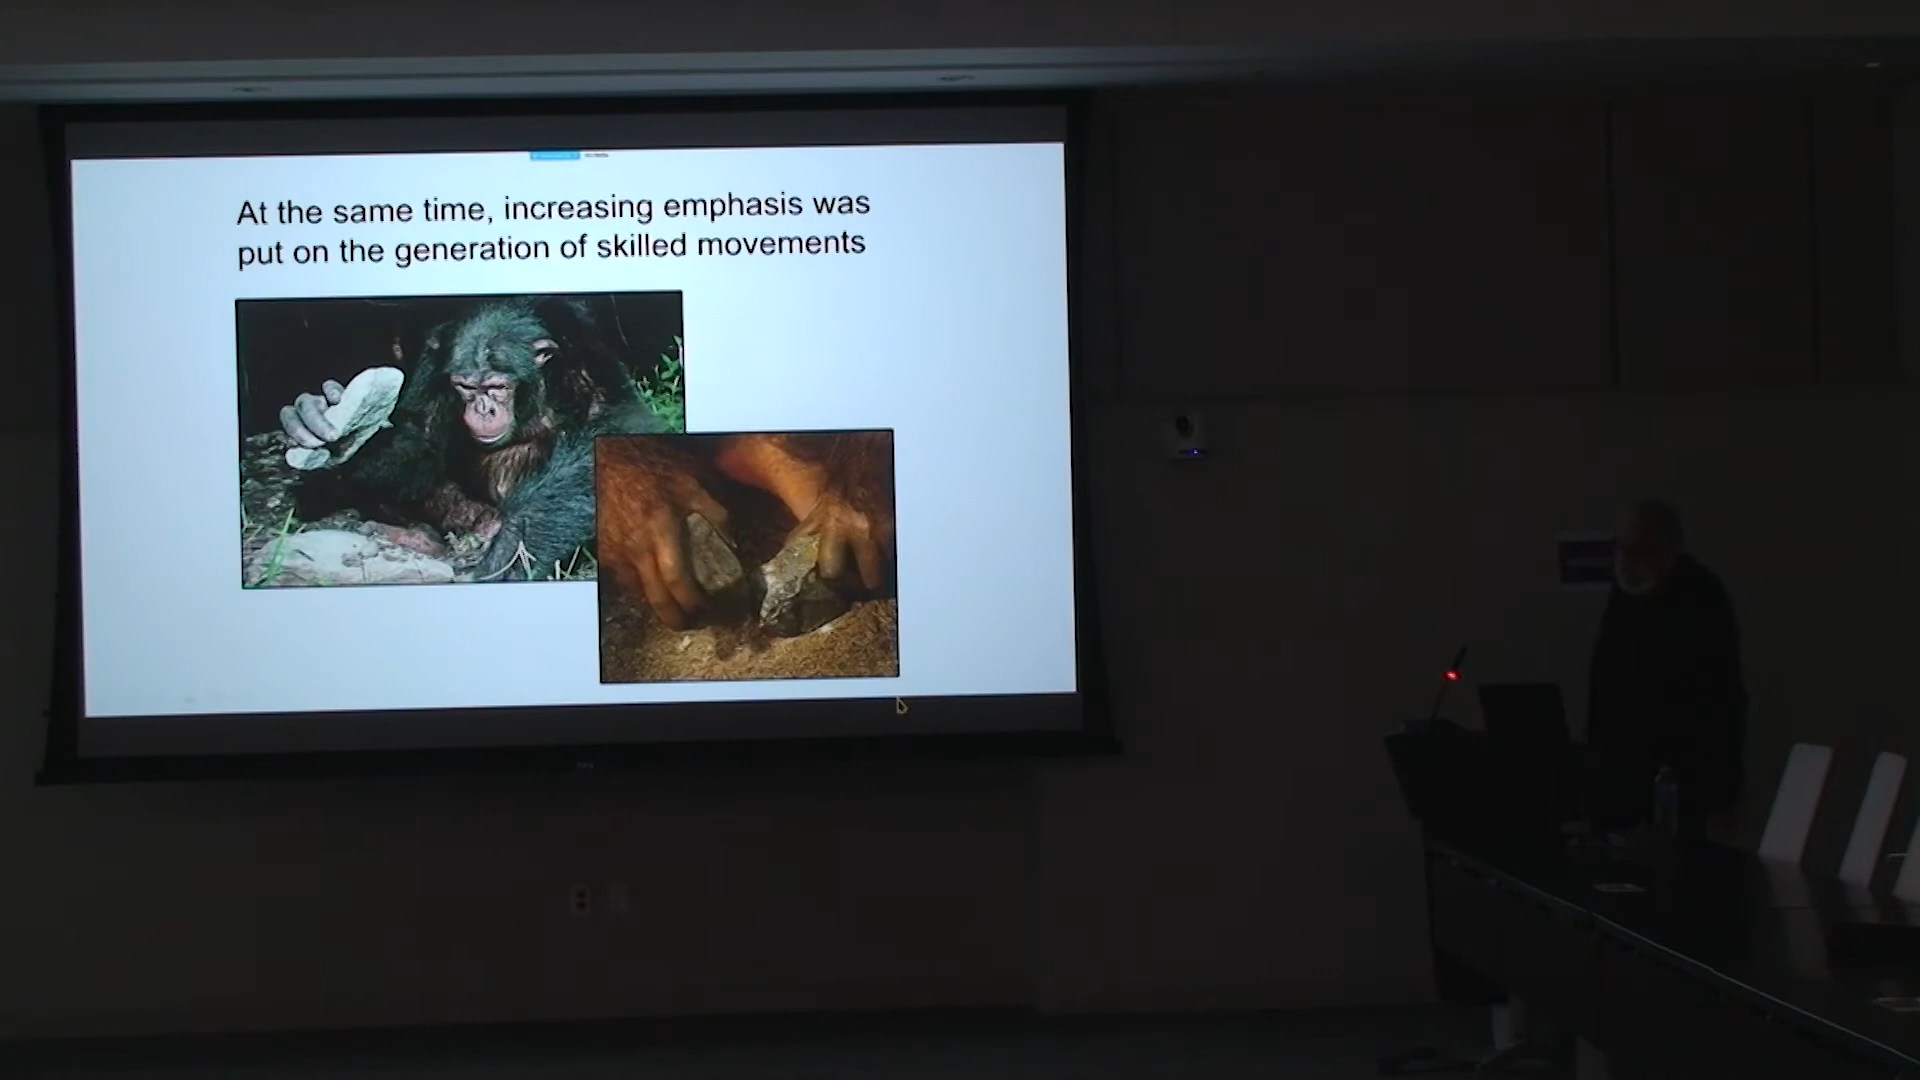 At the same time, increasing emphasis was
put on the generation of skilled movements